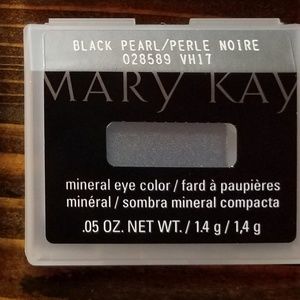 BLACK PEARL/PERLE NOIRE
028589 VH17
MARY KAY
mineral eye color / fard à paupières
minéral / sombra mineral compacta
.05 OZ. NET WT. / 1.4 g / 1,4 g